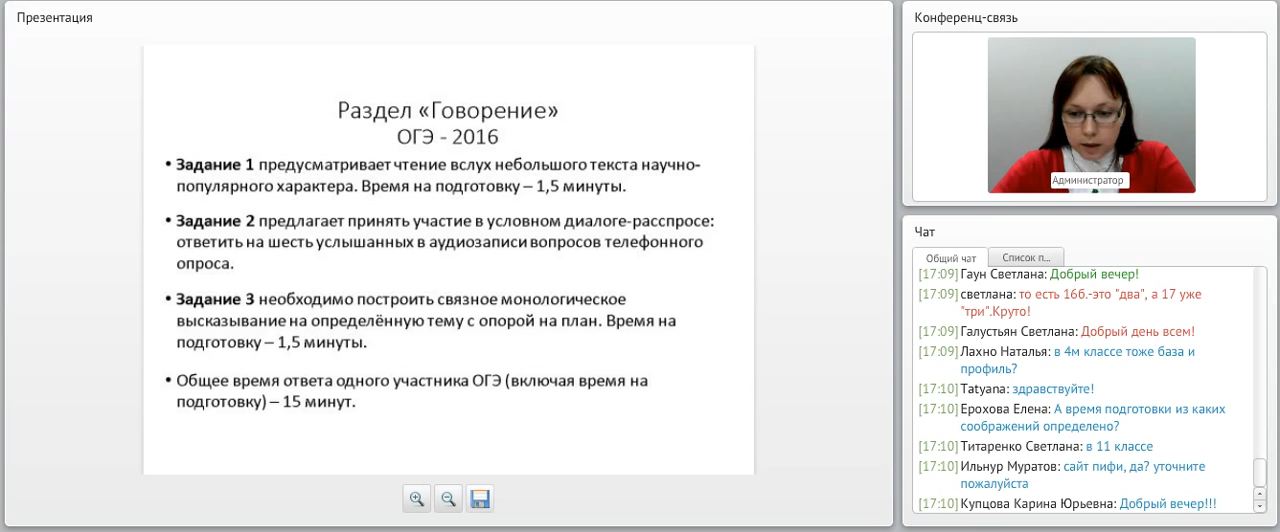 Презентация
Раздел «Говорение»
ОГЭ - 2016
• Задание 1 предусматривает чтение вслух небольшого текста научно-
популярного характера. Время на подготовку – 1,5 минуты.
• Задание 2 предлагает принять участие в условном диалоге-расспросе:
ответить на шесть услышанных в аудиозаписи вопросов телефонного
опроса.
• Задание 3 необходимо построить связное монологическое
высказывание на определённую тему с опорой на план. Время на
подготовку – 1,5 минуты.
• Общее время ответа одного участника ОГЭ (включая время на
подготовку) – 15 минут.
Конференц-связь
Администратор
Чат
Общий чат
Список п...
[17:09] Гаун Светлана: Добрый вечер!
[17:09] светлана: то есть 16б.-это "два", а 17 уже
"три".Круто!
[17:09] Галустьян Светлана: Добрый день всем!
[17:09] Лахно Наталья: в 4м классе тоже база и
профиль?
[17:10] Tatyana: здравствуйте!
[17:10] Ерохова Елена: А время подготовки из каких
соображений определено?
[17:10] Титаренко Светлана: в 11 классе
[17:10] Ильнур Муратов: сайт пифи, да? уточните
пожалуйста
[17:10] Купцова Карина Юрьевна: Добрый вечер!!!